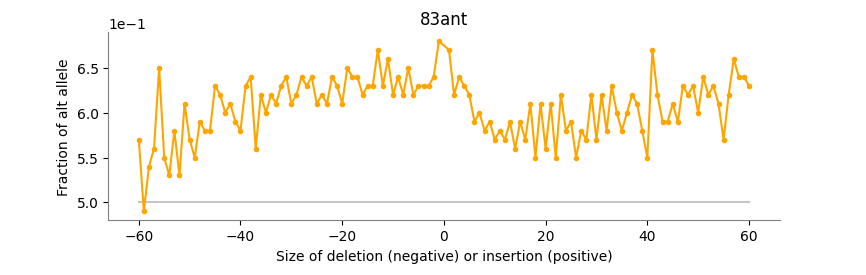 83ant
1e−1
6.5
6.0
5.5
5.0
Fraction of alt allele
−60 −40 −20 0 20 40 60
Size of deletion (negative) or insertion (positive)